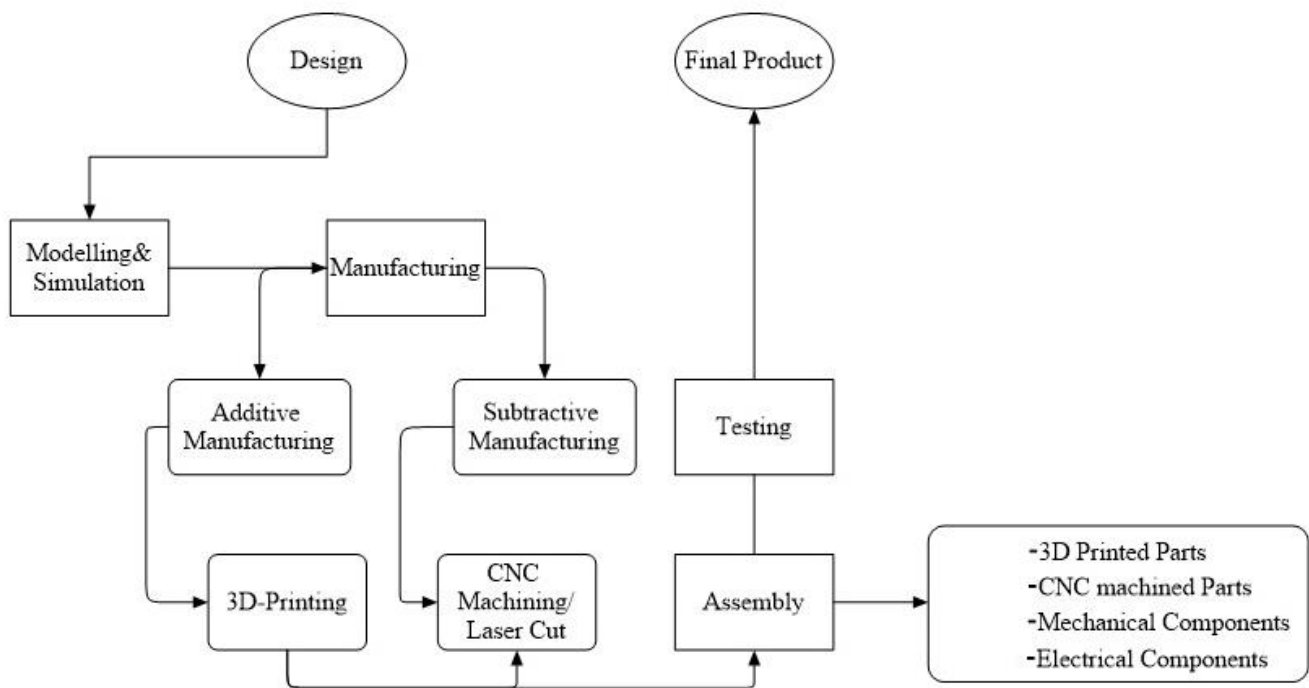 Design
Final Product
Modelling&
Simulation
Manufacturing
Additive
Manufacturing
Subtractive
Manufacturing
Testing
3D-Printing
CNC
Machining/
Laser Cut
Assembly
-3D Printed Parts
-CNC machined Parts
-Mechanical Components
-Electrical Components